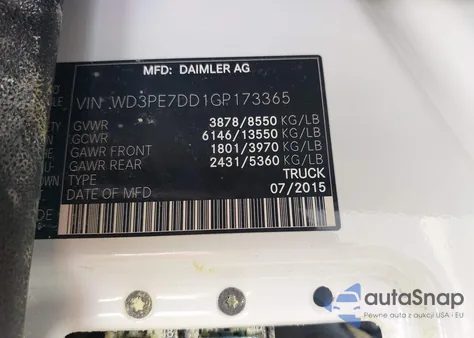 MFD: DAIMLER AG
VIN WD3PE7DD1GP173365
GVWR 3878/8550 KG/LB
GCWR 6146/13550 KG/LB
GAWR FRONT 1801/3970 KG/LB
GAWR REAR 2431/5360 KG/LB
TYPE TRUCK
DATE OF MFD 07/2015
autoSnap
Pewne auta z aukcji USA - EU